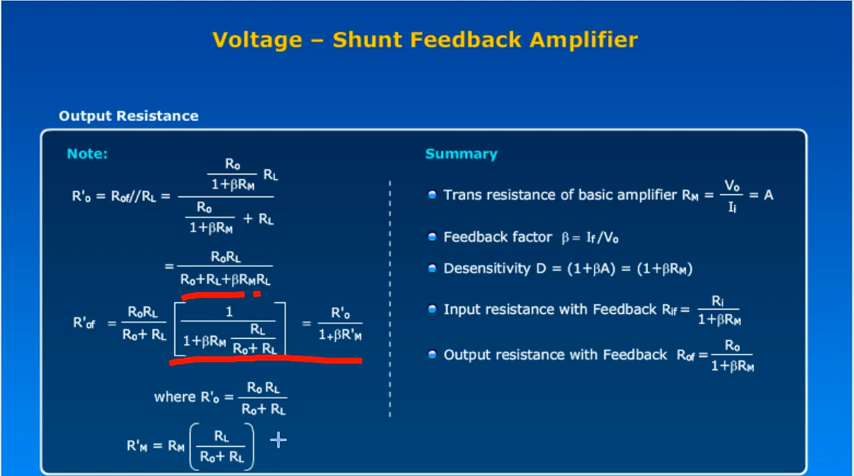 Voltage – Shunt Feedback Amplifier
Output Resistance
Note:
R'o = Rof//RL = (Ro/(1+βRM) RL) / (Ro/(1+βRM) + RL)
= RoRL / (Ro+RL+βRMRL)
R'of = RoRL/(Ro+ RL) [1 / (1+βRM RL/(Ro+ RL))] = R'o/(1+βR'M)
where R'o = Ro RL/(Ro+ RL)
R'M = RM (RL/(Ro+ RL))
Summary
Trans resistance of basic amplifier RM = Vo/Ii = A
Feedback factor β = If/Vo
Desensitivity D = (1+βA) = (1+βRM)
Input resistance with Feedback Rif = Ri/(1+βRM)
Output resistance with Feedback Rof = Ro/(1+βRM)